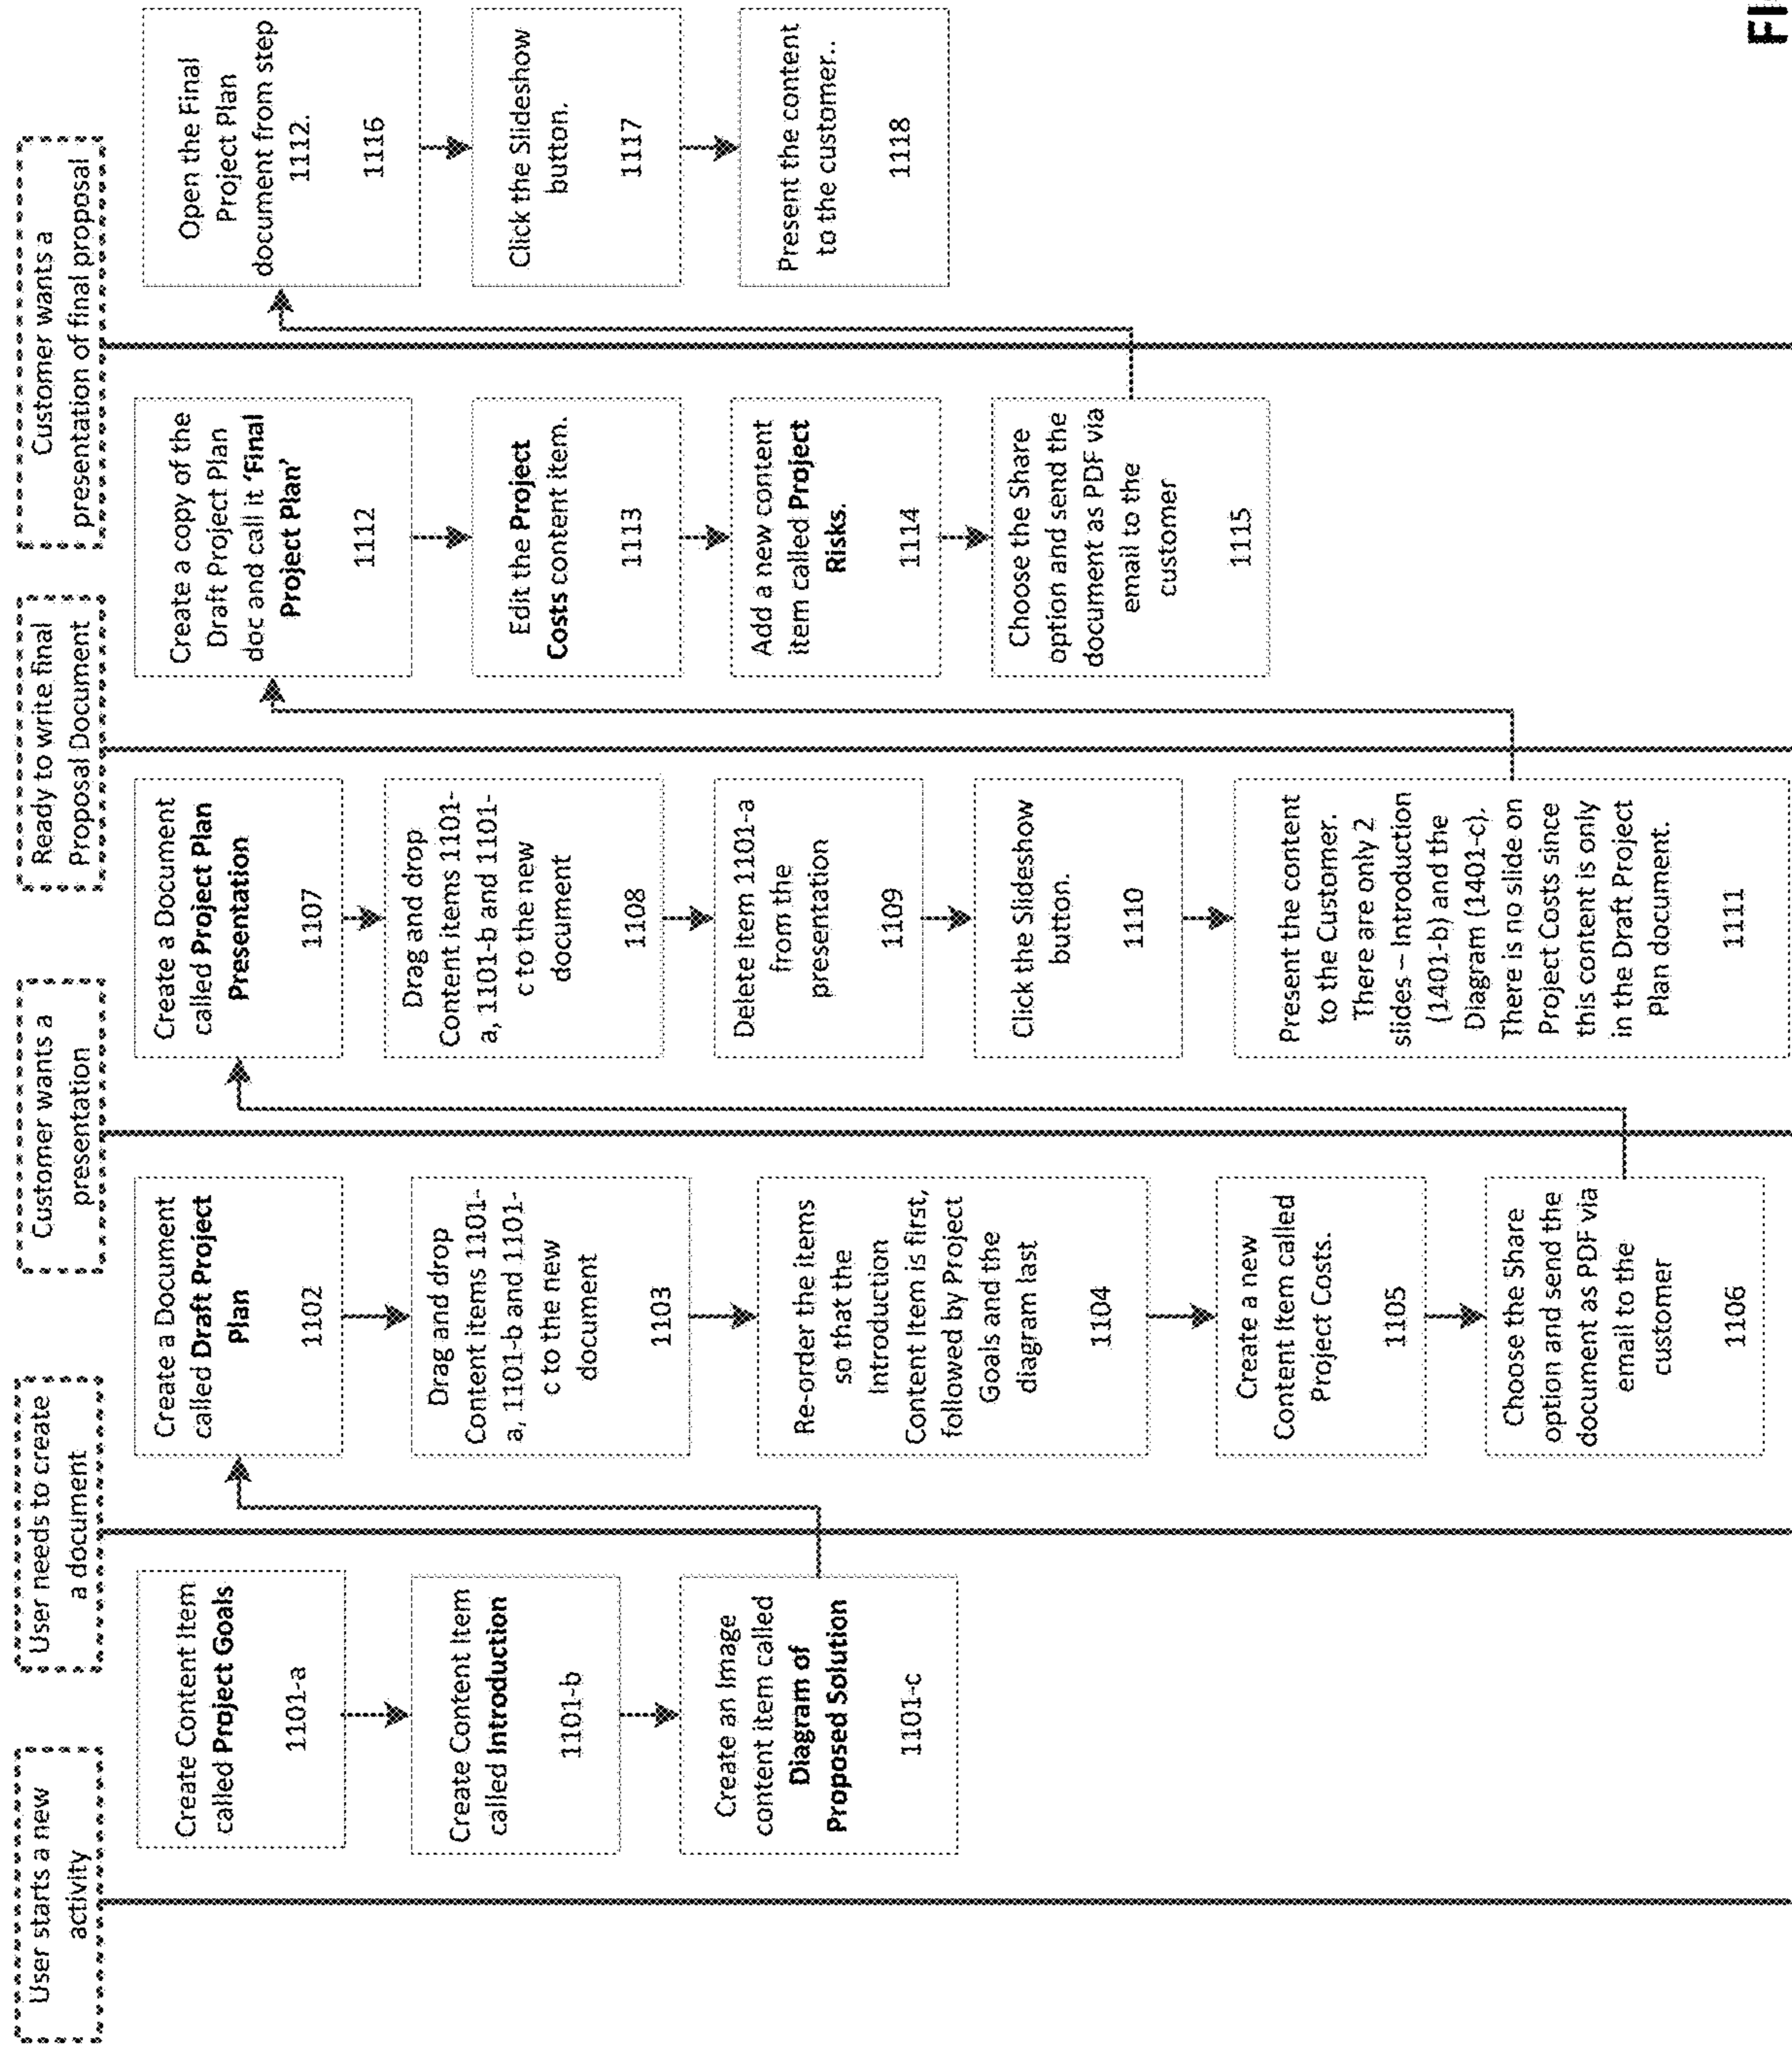 User starts a new
activity
Create Content Item
called Project Goals
1101-a
Create Content Item
called Introduction
1101-b
Create an Image
content item called
Diagram of
Proposed Solution
1101-c
User needs to create
a document
Create a Document
called Draft Project
Plan
1102
Drag and drop
Content items 1101-
a, 1101-b and 1101-
c to the new
document
1103
Re-order the items
so that the
Introduction
Content Item is first,
followed by Project
Goals and the
diagram last
1104
Create a new
Content Item called
Project Costs.
1105
Choose the Share
option and send the
document as PDF via
email to the
customer
1106
Customer wants a
presentation
Create a Document
called Project Plan
Presentation
1107
Drag and drop
Content items 1101-
a, 1101-b and 1101-
c to the new
document
1108
Delete item 1101-a
from the
presentation
1109
Click the Slideshow
button.
1110
Present the content
to the Customer.
There are only 2
slides – Introduction
(1401-b) and the
Diagram (1401-c).
There is no slide on
Project Costs since
this content is only
in the Draft Project
Plan document.
1111
Ready to write final
Proposal Document
Create a copy of the
Draft Project Plan
doc and call it ‘Final
Project Plan’
1112
Edit the Project
Costs content item.
1113
Add a new content
item called Project
Risks.
1114
Choose the Share
option and send the
document as PDF via
email to the
customer
1115
Customer wants a
presentation of final proposal
Open the Final
Project Plan
document from step
1112.
1116
Click the Slideshow
button.
1117
Present the content
to the customer..
1118